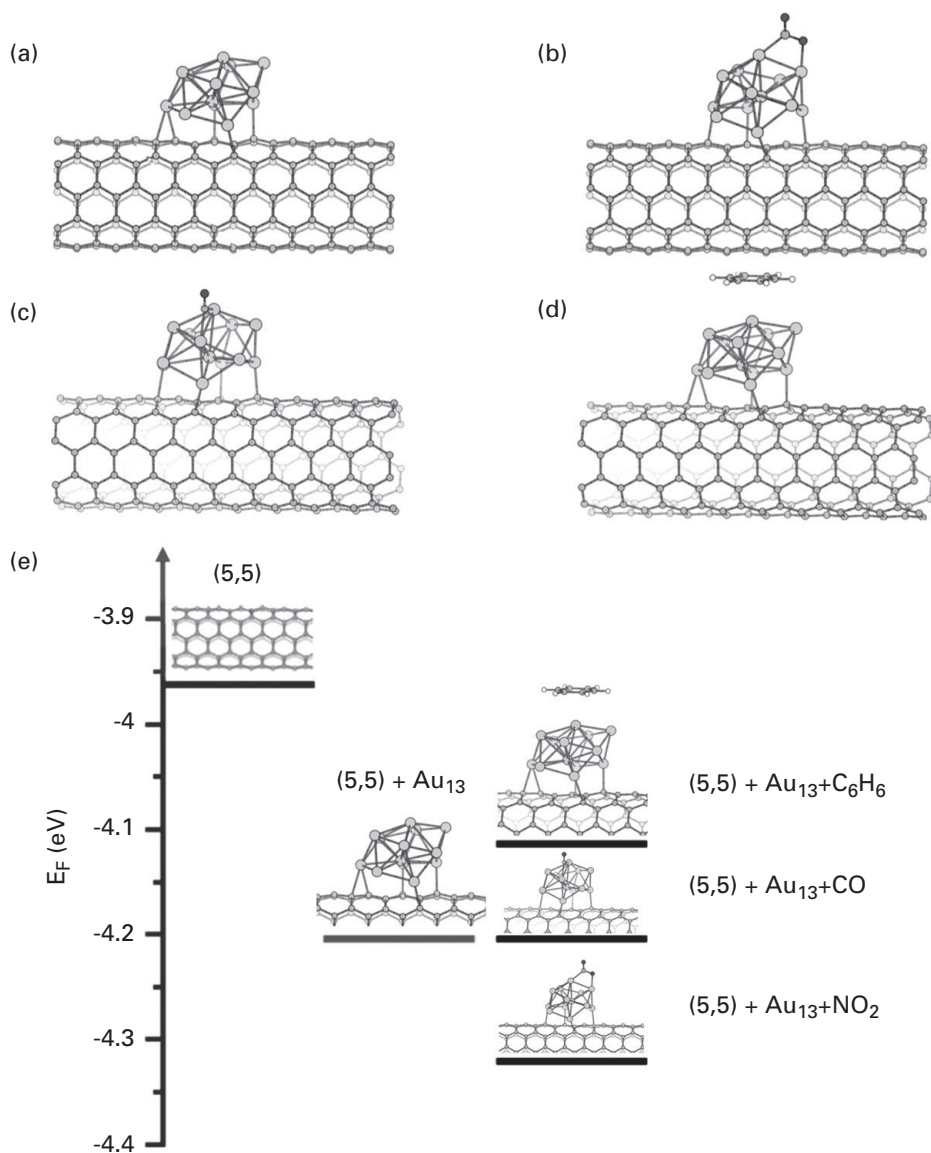 (a)
(b)
(c)
(d)
(e)
(5,5)
-3.9
-4
(5,5) + Au₁₃
(5,5) + Au₁₃+C₆H₆
-4.1
E_F (eV)
(5,5) + Au₁₃+CO
-4.2
(5,5) + Au₁₃+NO₂
-4.3
-4.4